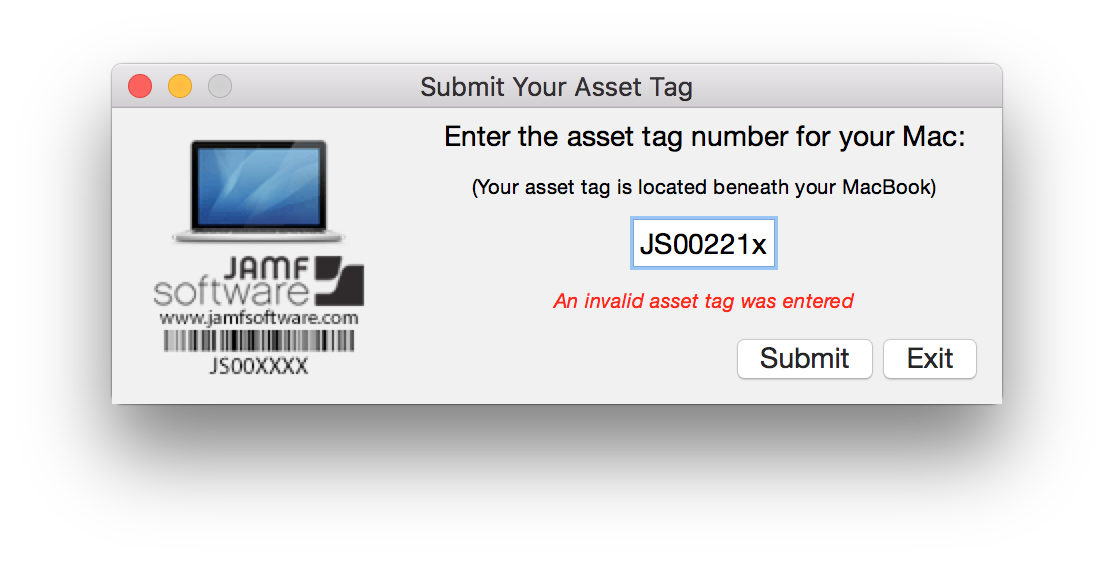 Submit Your Asset Tag
Enter the asset tag number for your Mac:
(Your asset tag is located beneath your MacBook)
JS00221x
An invalid asset tag was entered
JAMF
software
www.jamfsoftware.com
JS00XXXX
Submit Exit